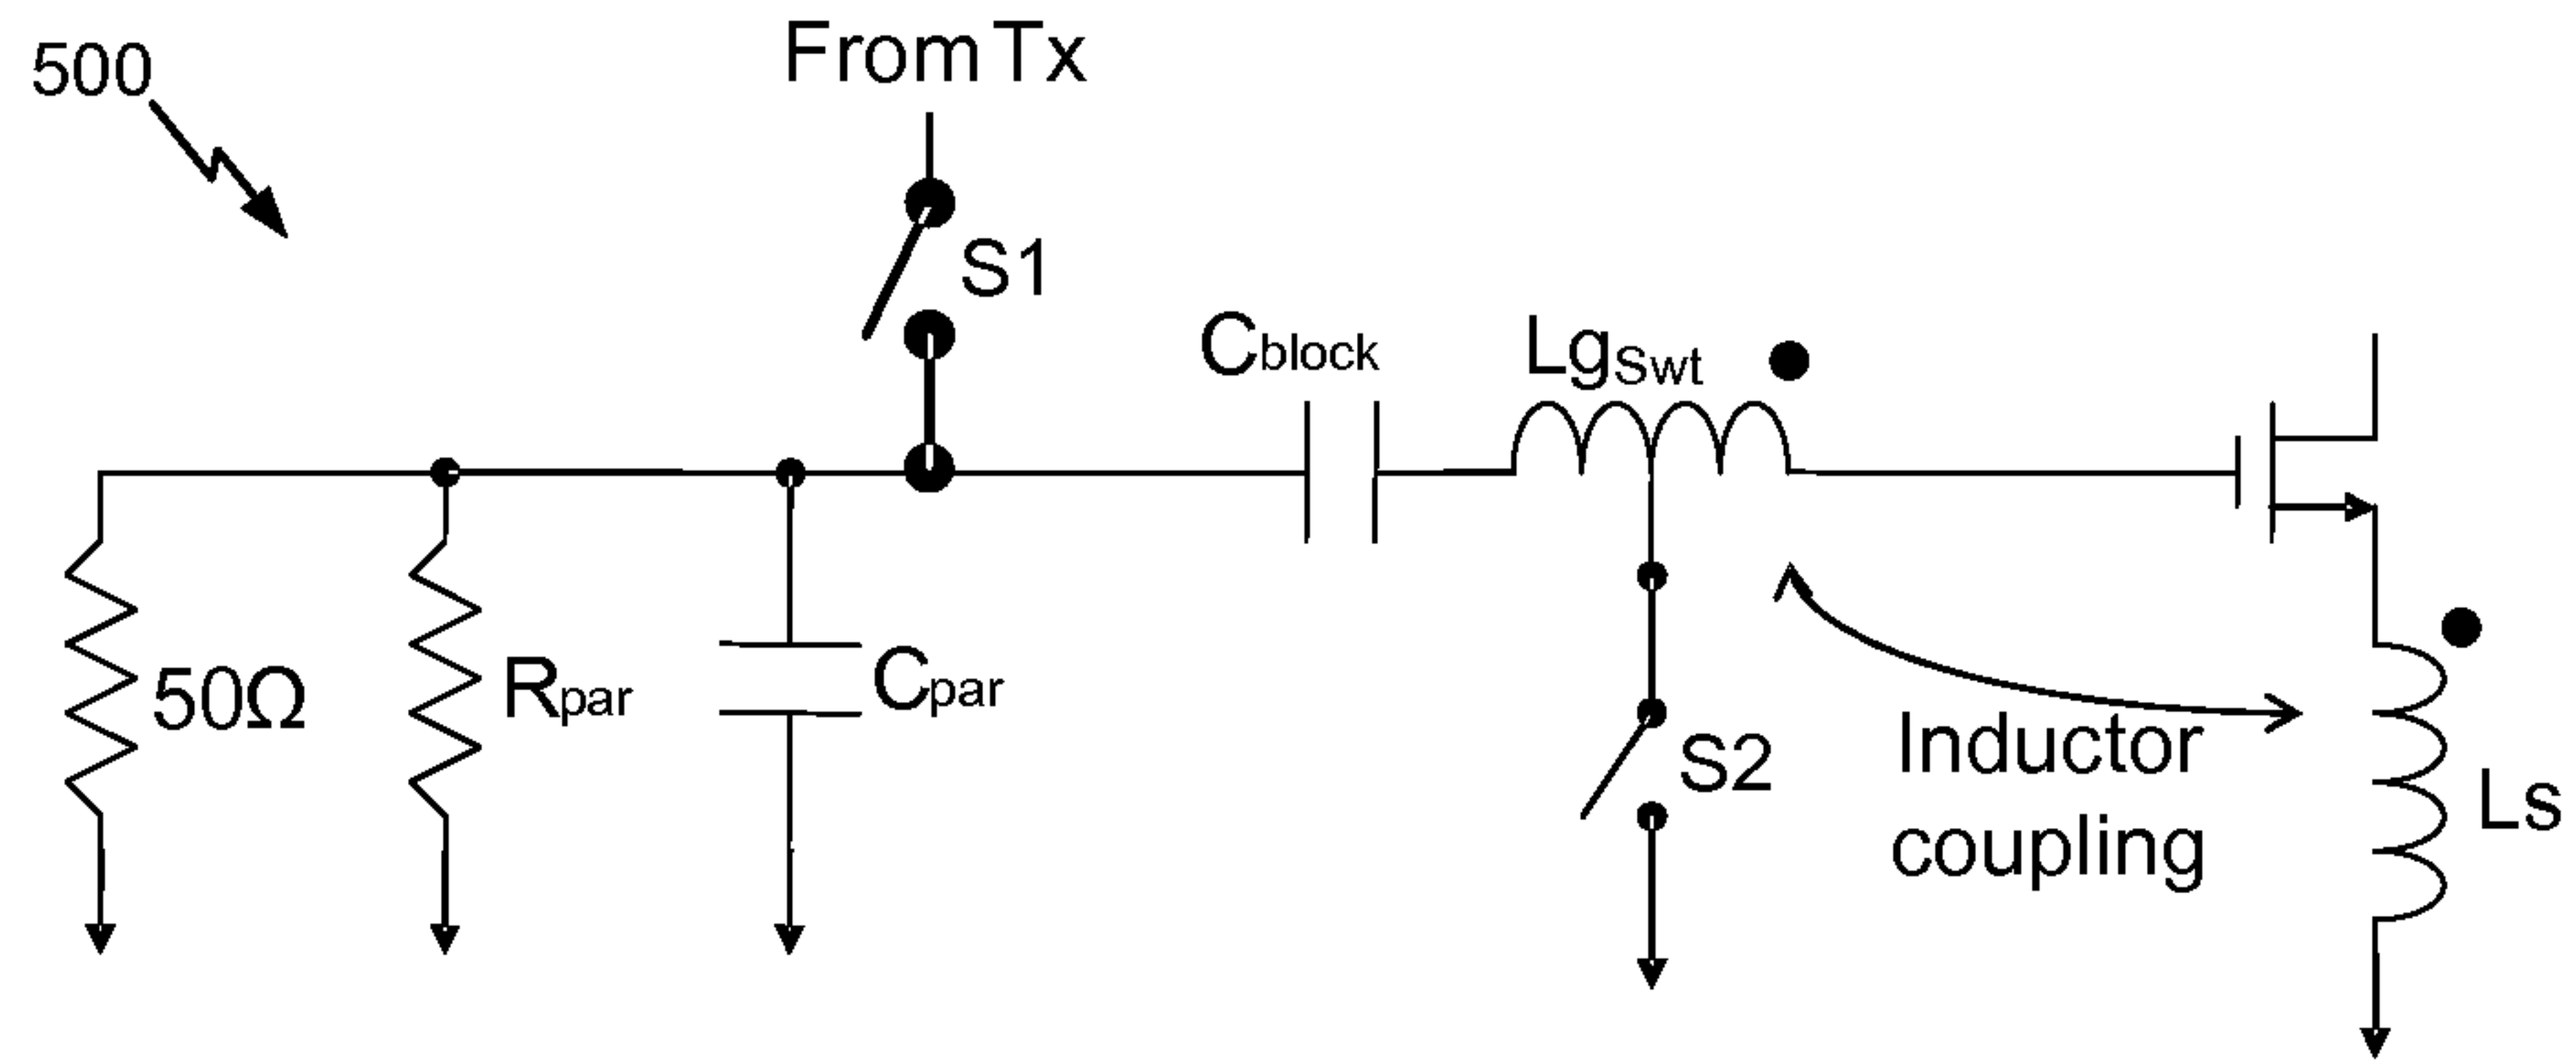 500
From Tx
S1
Cblock
LgSwt
50Ω
Rpar
Cpar
S2
Inductor
coupling
Ls